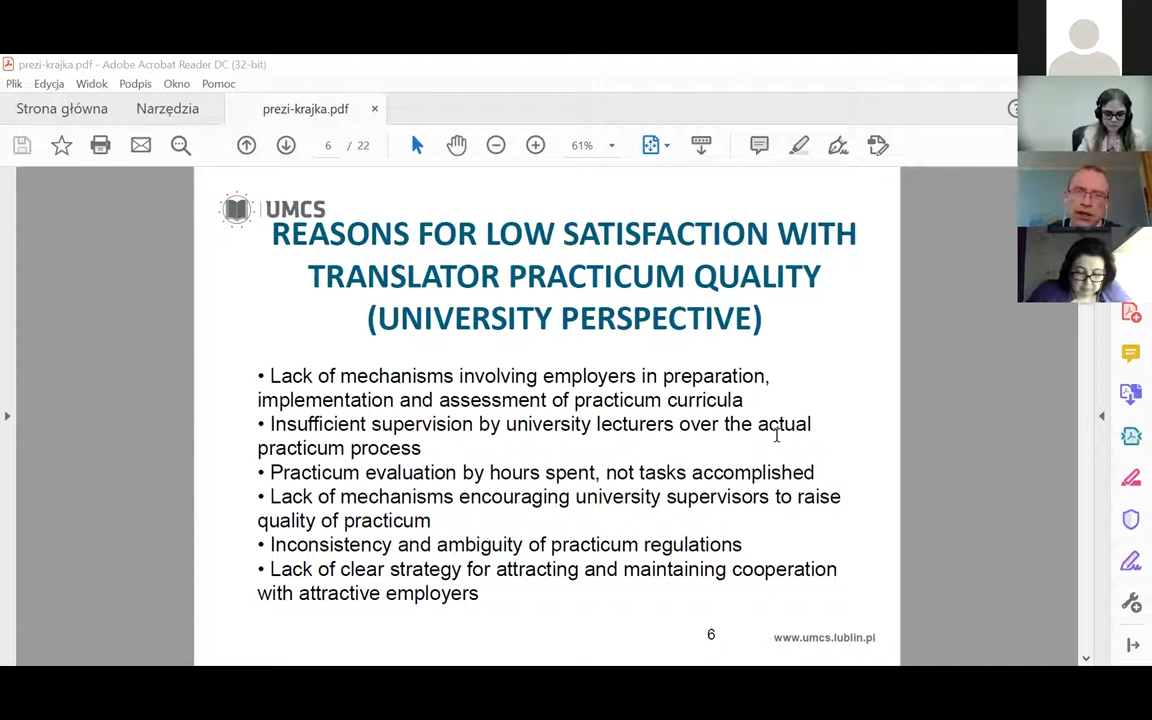 prezi-krajka.pdf - Adobe Acrobat Reader DC (32-bit)
Plik Edycja Widok Podpis Okno Pomoc
Strona główna Narzędzia prezi-krajka.pdf ×
6 / 22 61%
UMCS
REASONS FOR LOW SATISFACTION WITH
TRANSLATOR PRACTICUM QUALITY
(UNIVERSITY PERSPECTIVE)
• Lack of mechanisms involving employers in preparation,
implementation and assessment of practicum curricula
• Insufficient supervision by university lecturers over the actual
practicum process
• Practicum evaluation by hours spent, not tasks accomplished
• Lack of mechanisms encouraging university supervisors to raise
quality of practicum
• Inconsistency and ambiguity of practicum regulations
• Lack of clear strategy for attracting and maintaining cooperation
with attractive employers
6 www.umcs.lublin.pl